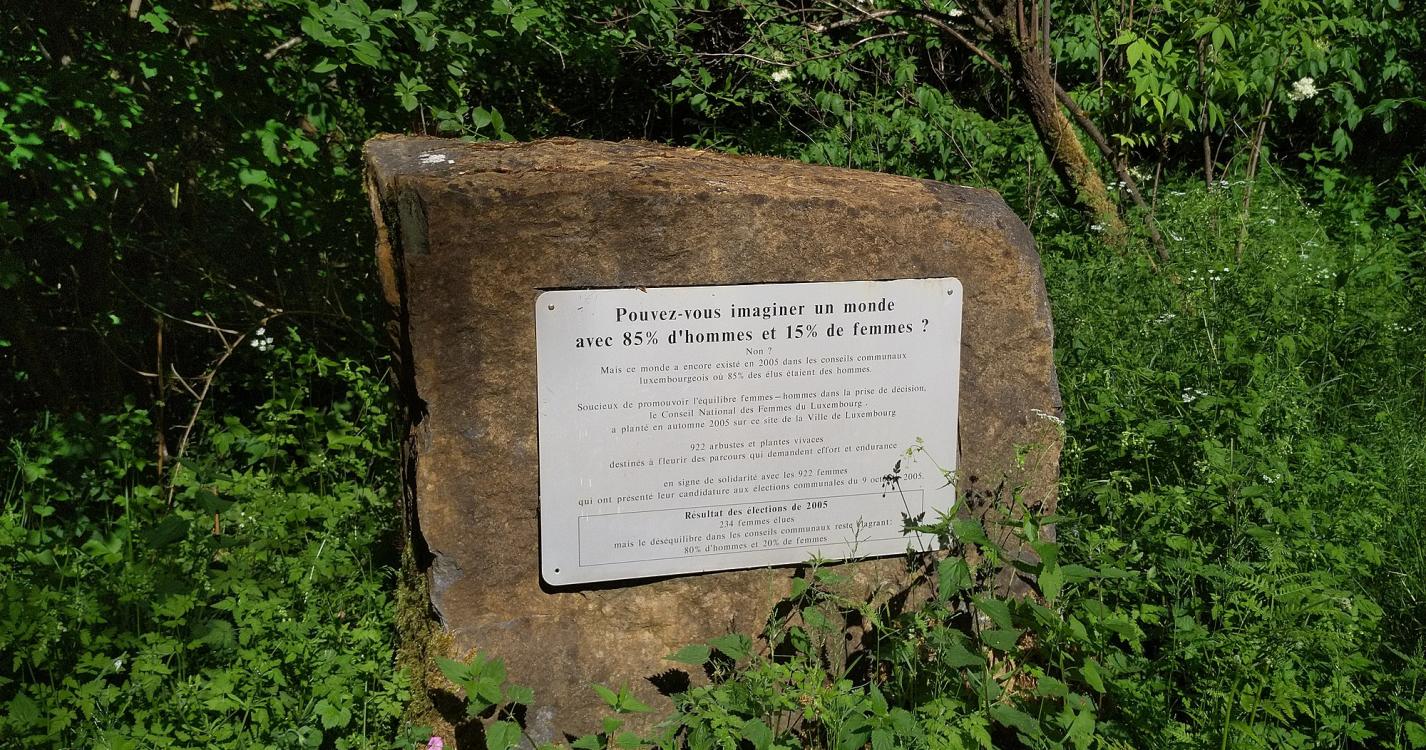 Pouvez-vous imaginer un monde
avec 85% d'hommes et 15% de femmes ?
Non ?
Mais ce monde a encore existé en 2005 dans les conseils communaux
luxembourgeois où 85% des élus étaient des hommes.
Soucieux de promouvoir l'équilibre femmes – hommes dans la prise de décision,
le Conseil National des Femmes du Luxembourg
a planté en automne 2005 sur ce site de la Ville de Luxembourg
922 arbustes et plantes vivaces
destinés à fleurir des parcours qui demandent effort et endurance
en signe de solidarité avec les 922 femmes
qui ont présenté leur candidature aux élections communales du 9 2005.
Résultat des élections de 2005
234 femmes élues
mais le déséquilibre dans les conseils communaux reste flagrant:
80% d'hommes et 20% de femmes